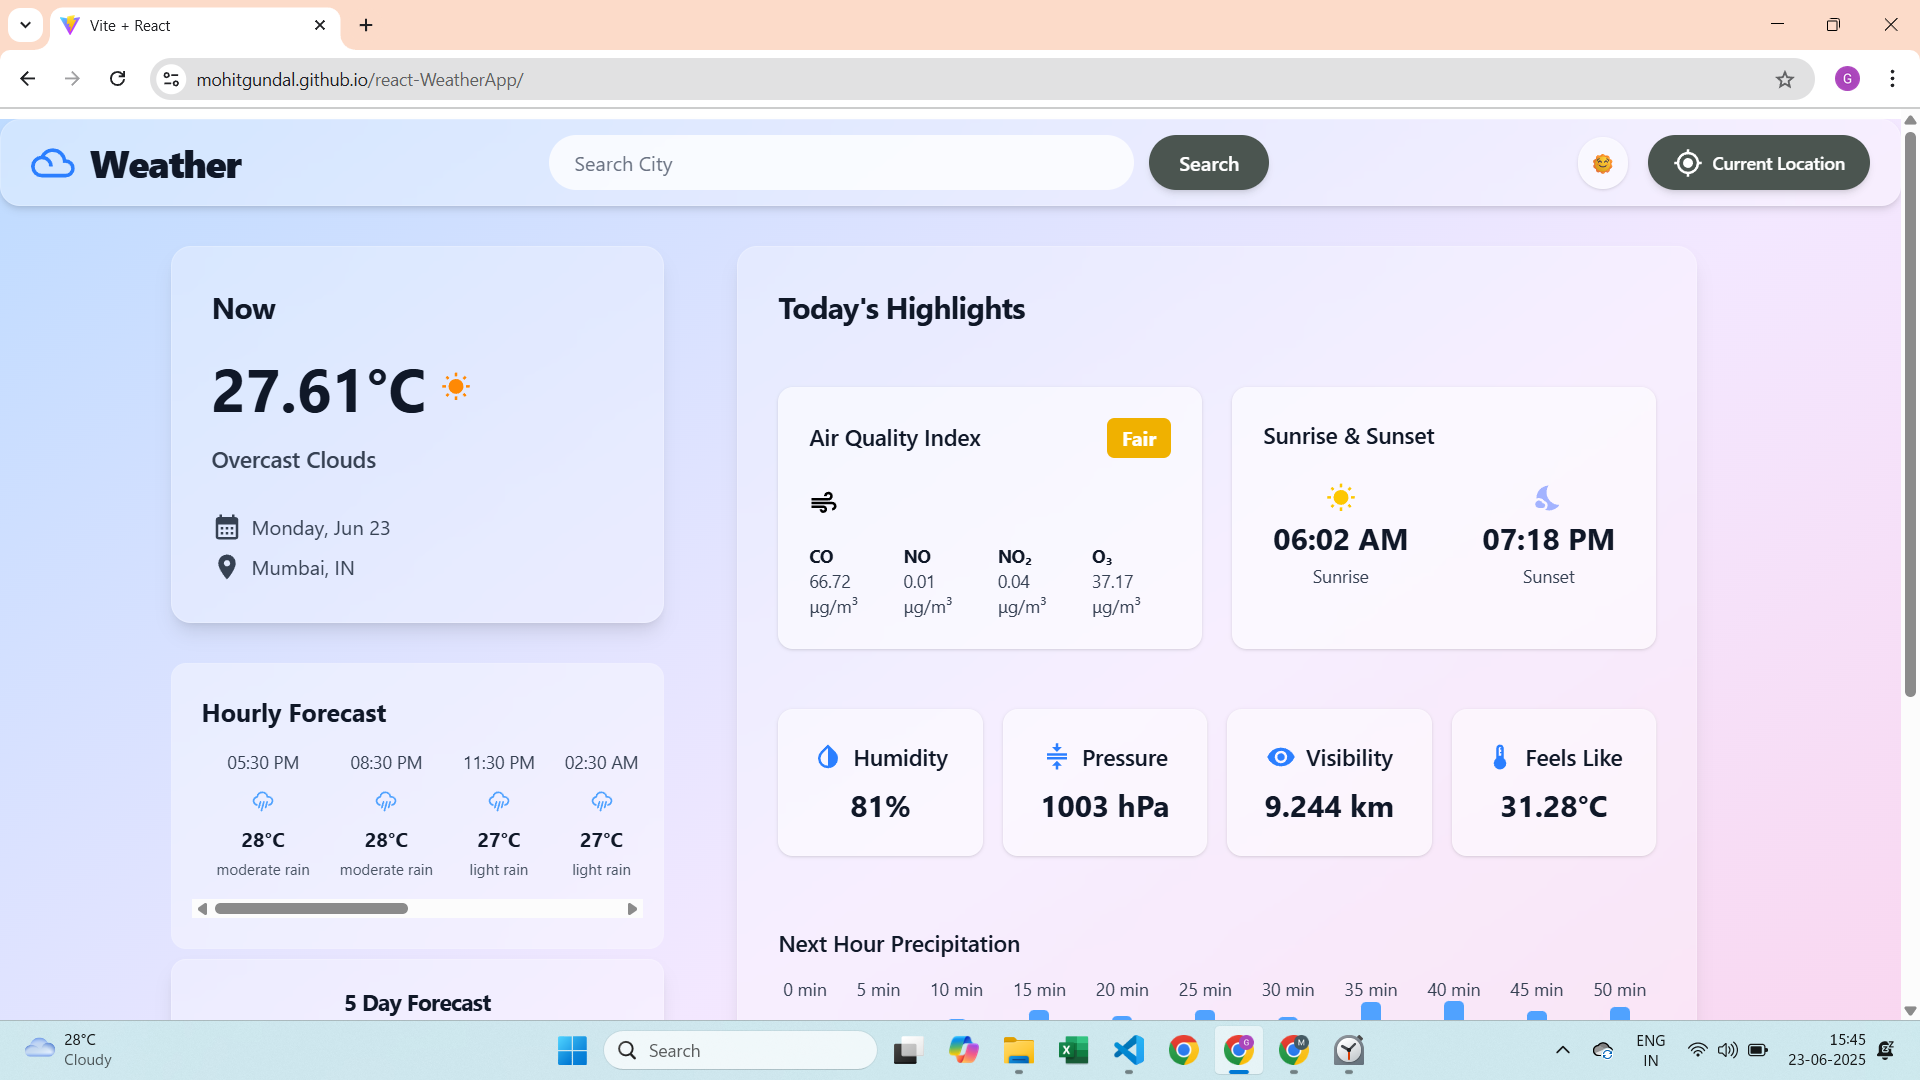 Vite + React
mohitgundal.github.io/react-WeatherApp/
G
Weather
Search City
Search
Current Location
Now
27.61°C
Overcast Clouds
Monday, Jun 23
Mumbai, IN
Hourly Forecast
05:30 PM 08:30 PM 11:30 PM 02:30 AM
28°C 28°C 27°C 27°C
moderate rain moderate rain light rain light rain
5 Day Forecast
Today's Highlights
Air Quality Index
Fair
CO NO NO₂ O₃
66.72 0.01 0.04 37.17
µg/m³ µg/m³ µg/m³ µg/m³
Sunrise & Sunset
06:02 AM 07:18 PM
Sunrise Sunset
Humidity
81%
Pressure
1003 hPa
Visibility
9.244 km
Feels Like
31.28°C
Next Hour Precipitation
0 min 5 min 10 min 15 min 20 min 25 min 30 min 35 min 40 min 45 min 50 min
28°C
Cloudy
Search
G
M
ENG
IN
15:45
23-06-2025